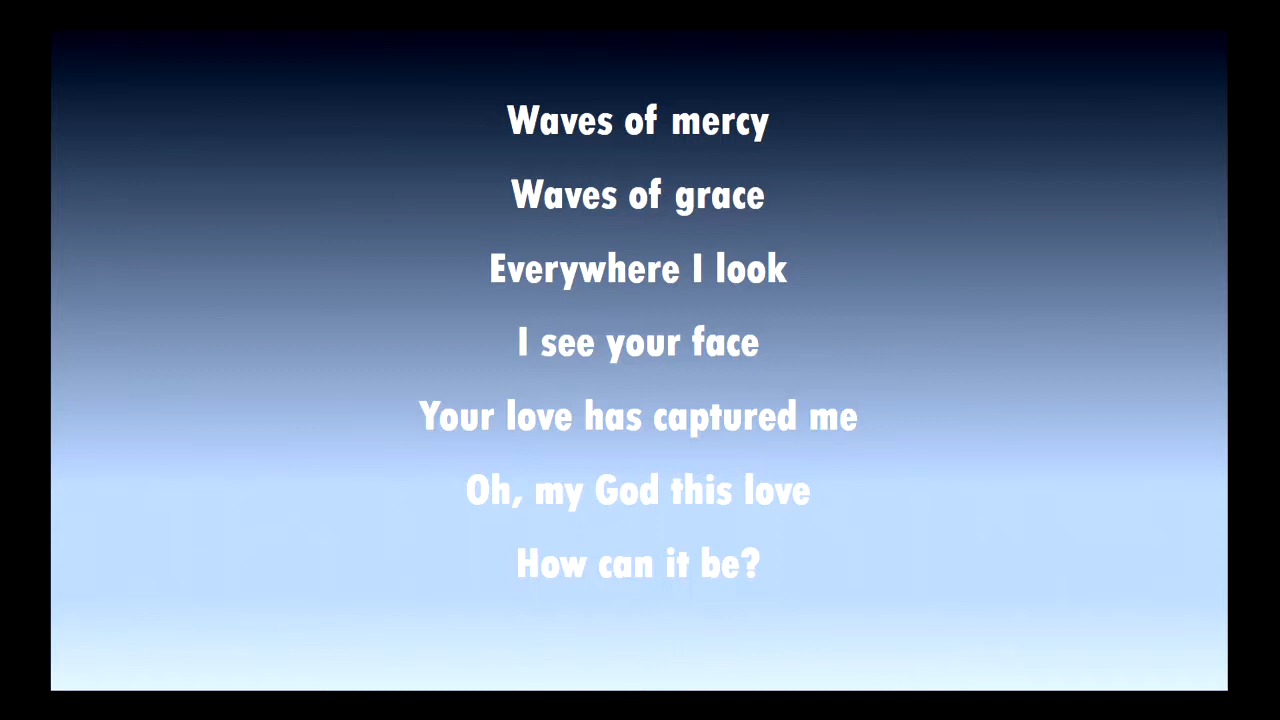 Waves of mercy
Waves of grace
Everywhere I look
I see your face
Your love has captured me
Oh, my God this love
How can it be?